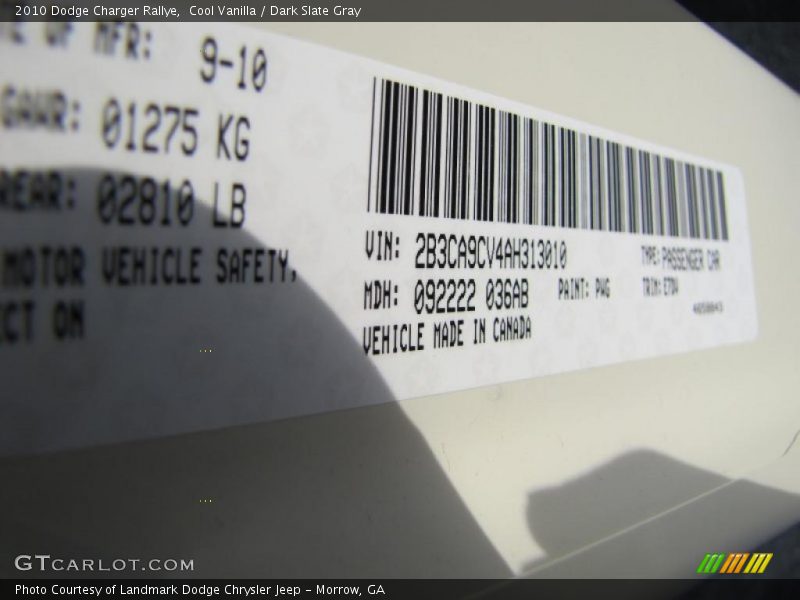 2010 Dodge Charger Rallye,  Cool Vanilla / Dark Slate Gray
OF MFR: 9-10
GAWR: 01275 KG
REAR: 02810 LB
MOTOR VEHICLE SAFETY,
ECT ON
VIN: 2B3CA9CV4AH313010
TYPE: PASSENGER CAR
MDH: 092222 036AB
PAINT: PWG
TRIM:
VEHICLE MADE IN CANADA
GTCARLOT.COM
Photo Courtesy of Landmark Dodge Chrysler Jeep – Morrow, GA